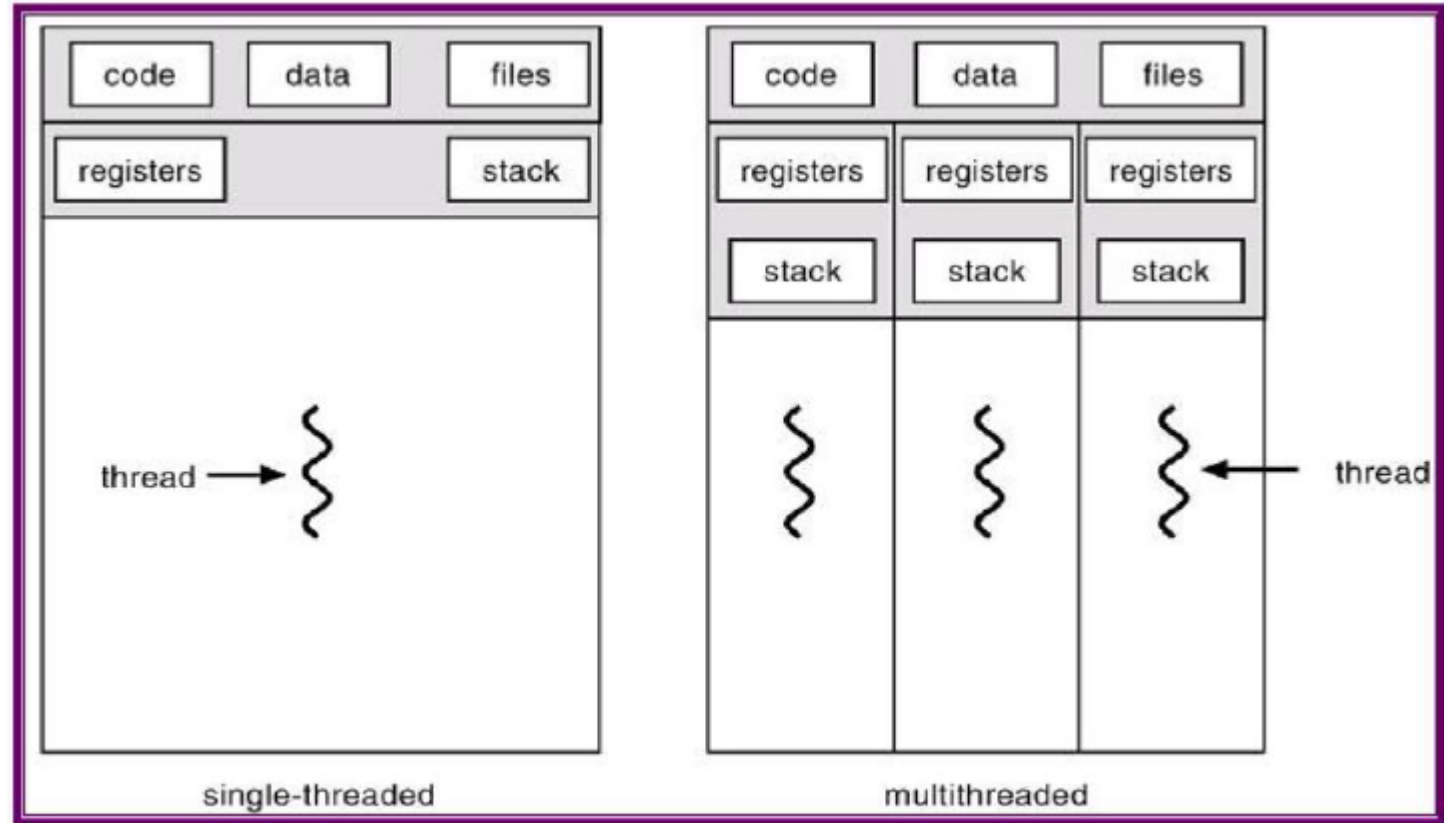 code data files code data files
registers stack registers registers registers
stack stack stack
thread thread
single-threaded multithreaded